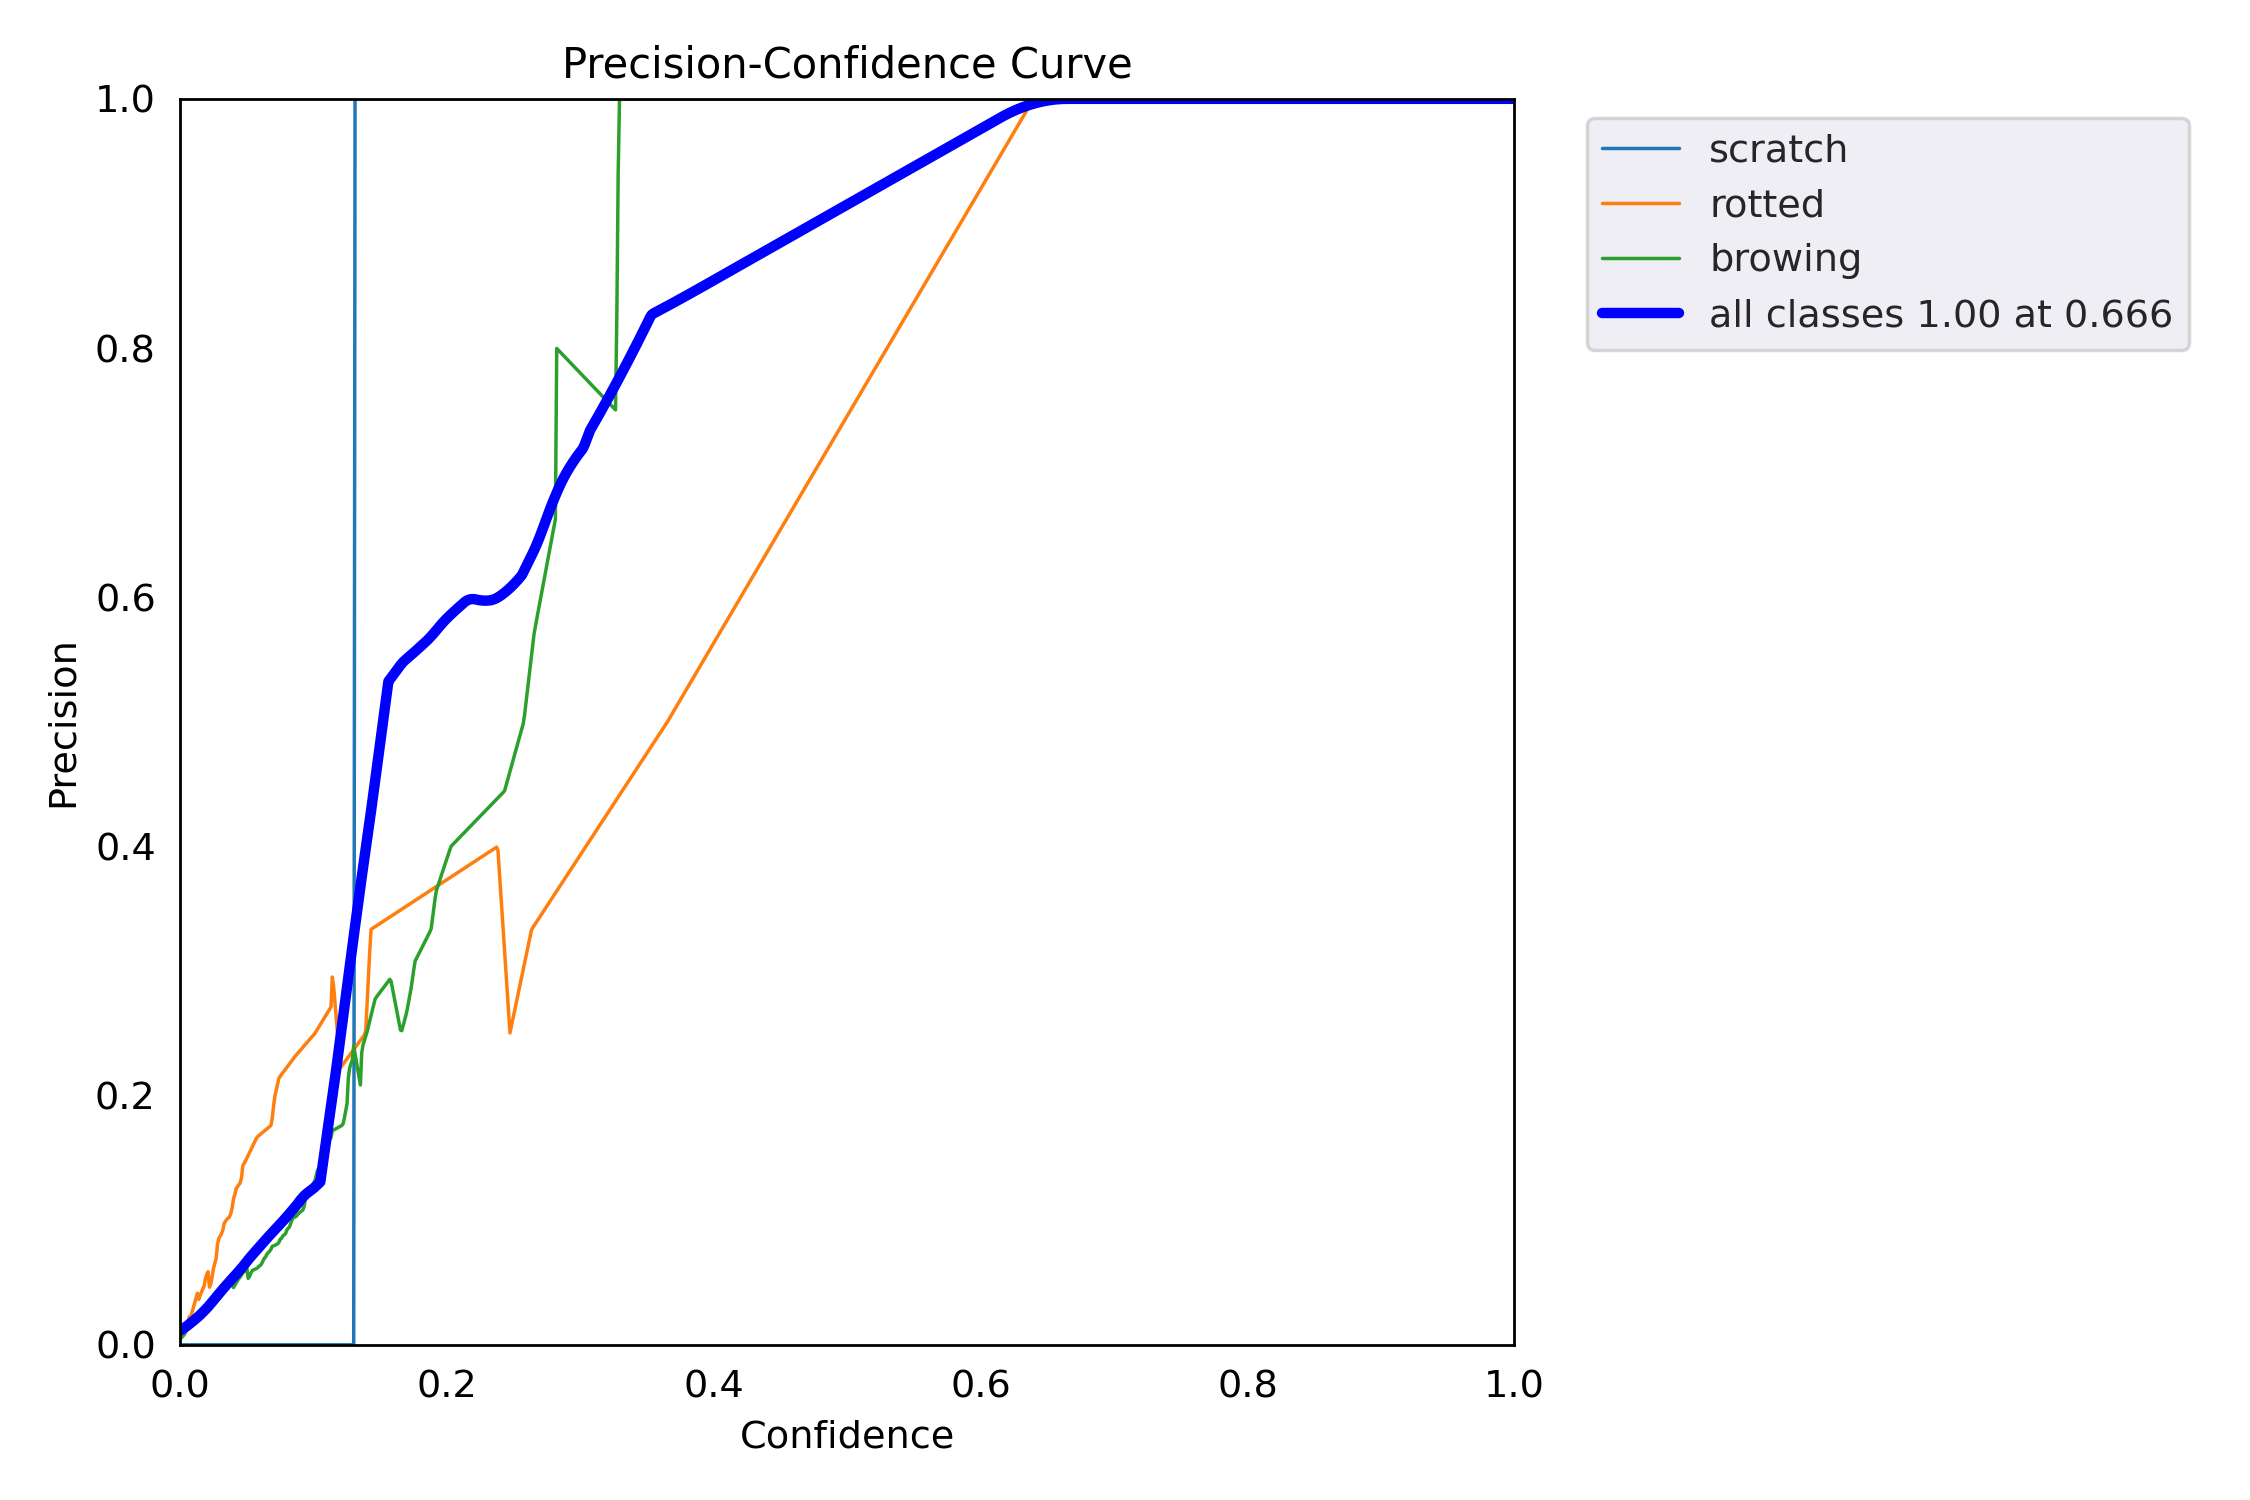 Precision-Confidence Curve
1.0
0.8
0.6
0.4
0.2
0.0
Precision
0.0 0.2 0.4 0.6 0.8 1.0
Confidence
scratch
rotted
browing
all classes 1.00 at 0.666